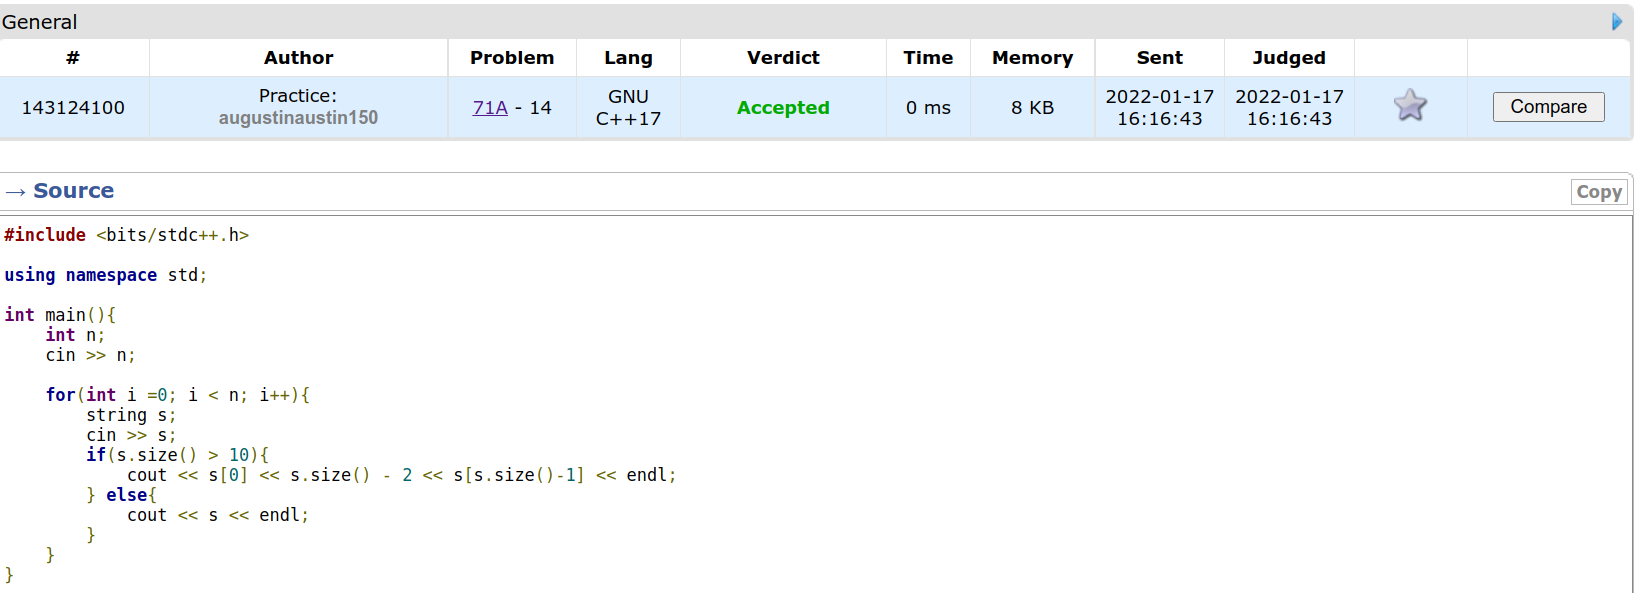 General
# Author Problem Lang Verdict Time Memory Sent Judged
143124100 Practice: augustinaustin150 71A - 14 GNU C++17 Accepted 0 ms 8 KB 2022-01-17 16:16:43 2022-01-17 16:16:43 Compare
→ Source Copy
#include <bits/stdc++.h>
using namespace std;
int main(){
    int n;
    cin >> n;
    for(int i =0; i < n; i++){
        string s;
        cin >> s;
        if(s.size() > 10){
            cout << s[0] << s.size() - 2 << s[s.size()-1] << endl;
        } else{
            cout << s << endl;
        }
    }
}